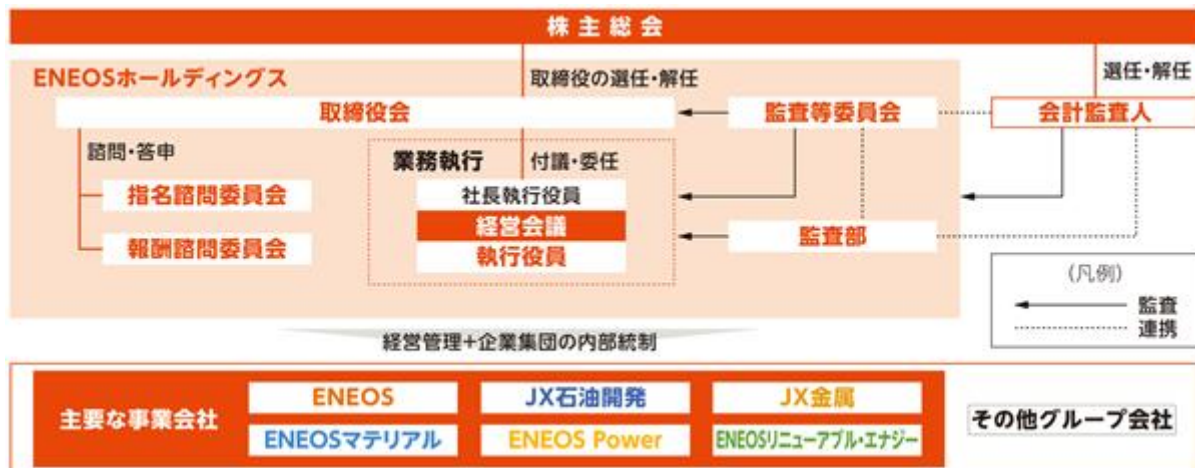 株主総会
ENEOSホールディングス
取締役の選任・解任
選任・解任
取締役会
監査等委員会
会計監査人
諮問・答申
業務執行
付議・委任
指名諮問委員会
社長執行役員
経営会議
監査部
報酬諮問委員会
執行役員
(凡例)
監査
連携
経営管理+企業集団の内部統制
主要な事業会社
ENEOS
JX石油開発
JX金属
その他グループ会社
ENEOSマテリアル
ENEOS Power
ENEOSリニューアブル・エナジー